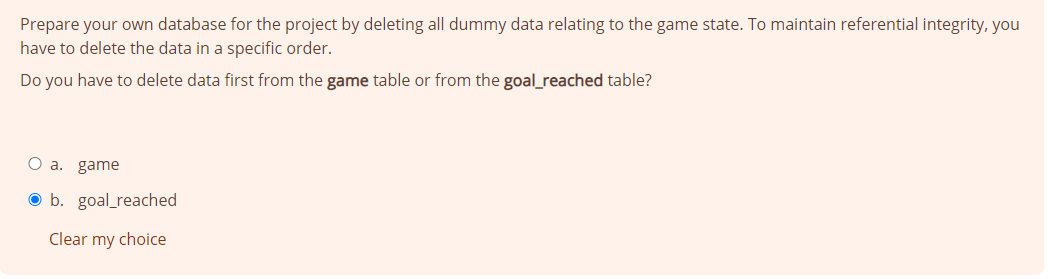 Prepare your own database for the project by deleting all dummy data relating to the game state. To maintain referential integrity, you
have to delete the data in a specific order.
Do you have to delete data first from the game table or from the goal_reached table?
a. game
b. goal_reached
Clear my choice